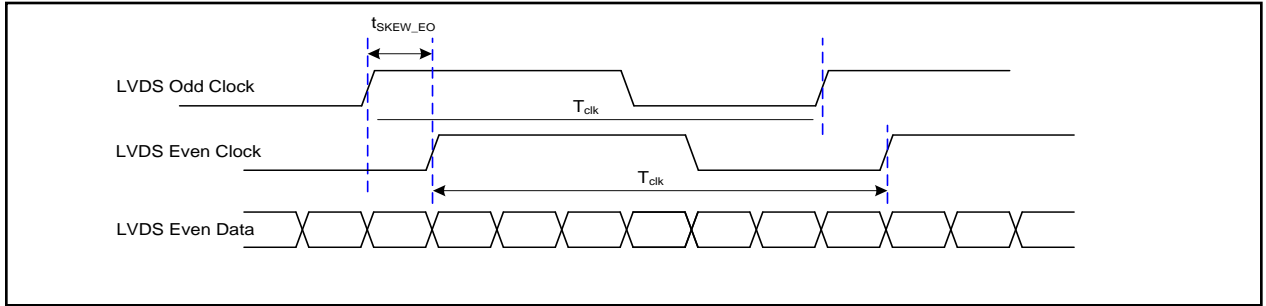 tSKEW_EO
LVDS Odd Clock
Tclk
LVDS Even Clock
Tclk
LVDS Even Data